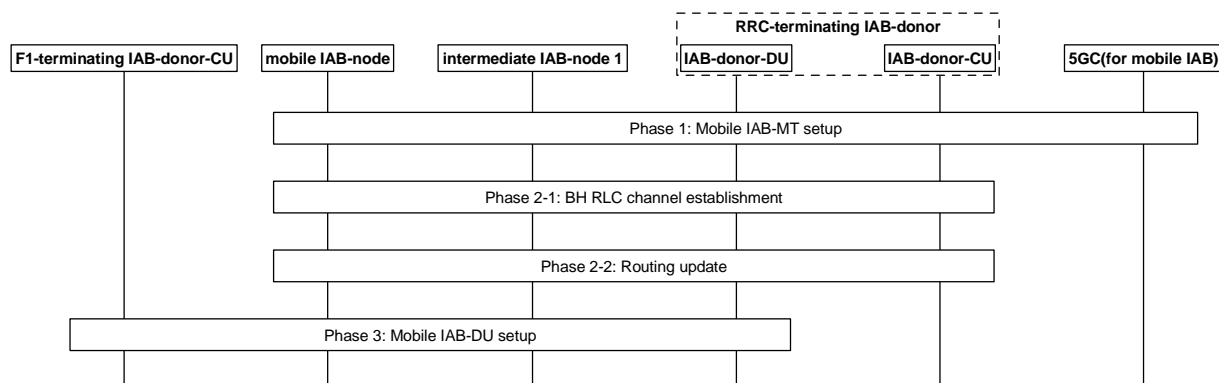 RRC-terminating IAB-donor
F1-terminating IAB-donor-CU mobile IAB-node intermediate IAB-node 1 IAB-donor-DU IAB-donor-CU 5GC(for mobile IAB)
Phase 1: Mobile IAB-MT setup
Phase 2-1: BH RLC channel establishment
Phase 2-2: Routing update
Phase 3: Mobile IAB-DU setup